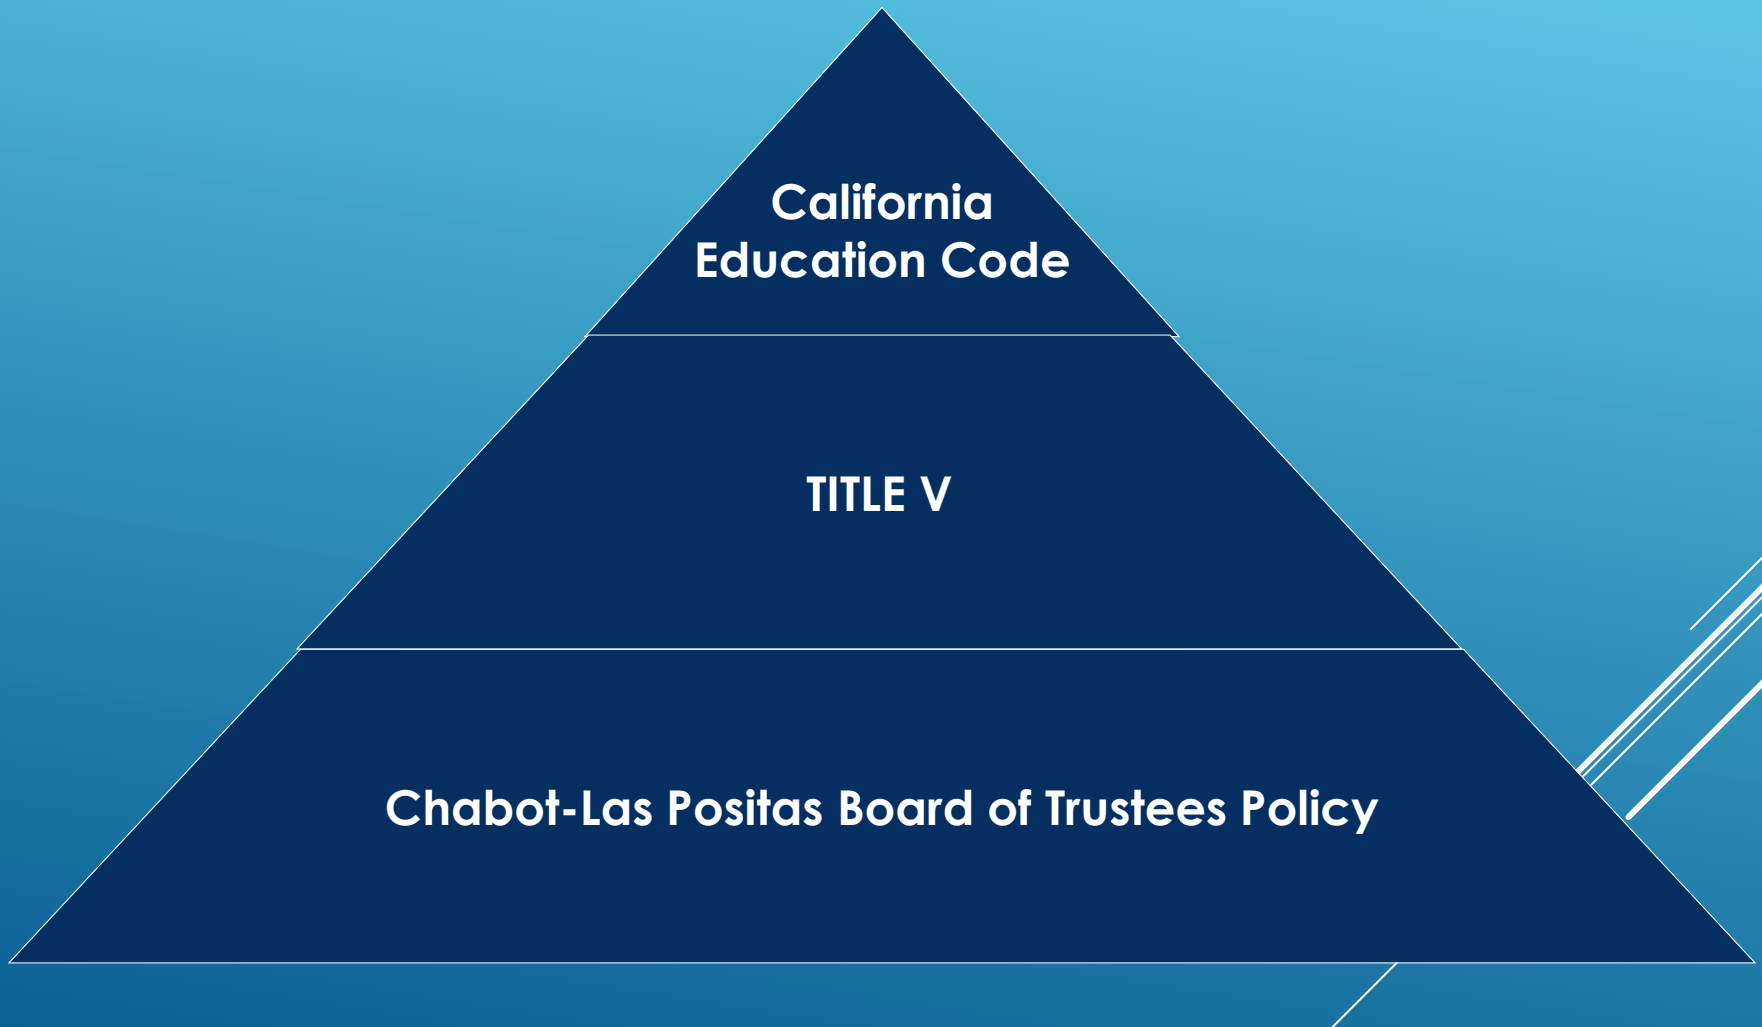 California
Education Code
TITLE V
Chabot-Las Positas Board of Trustees Policy